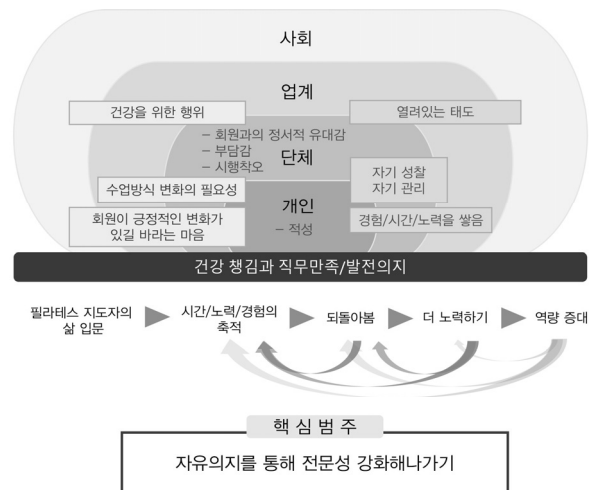 사회
업계
건강을 위한 행위
열려있는 태도
– 회원과의 정서적 유대감
– 부담감
– 시행착오
단체
자기 성찰
자기 관리
수업방식 변화의 필요성
개인
– 적성
회원이 긍정적인 변화가
있길 바라는 마음
경험/시간/노력을 쌓음
건강 챙김과 직무만족/발전의지
필라테스 지도자의
삶 입문
시간/노력/경험의
축적
되돌아봄
더 노력하기
역량 증대
핵심범주
자유의지를 통해 전문성 강화해나가기